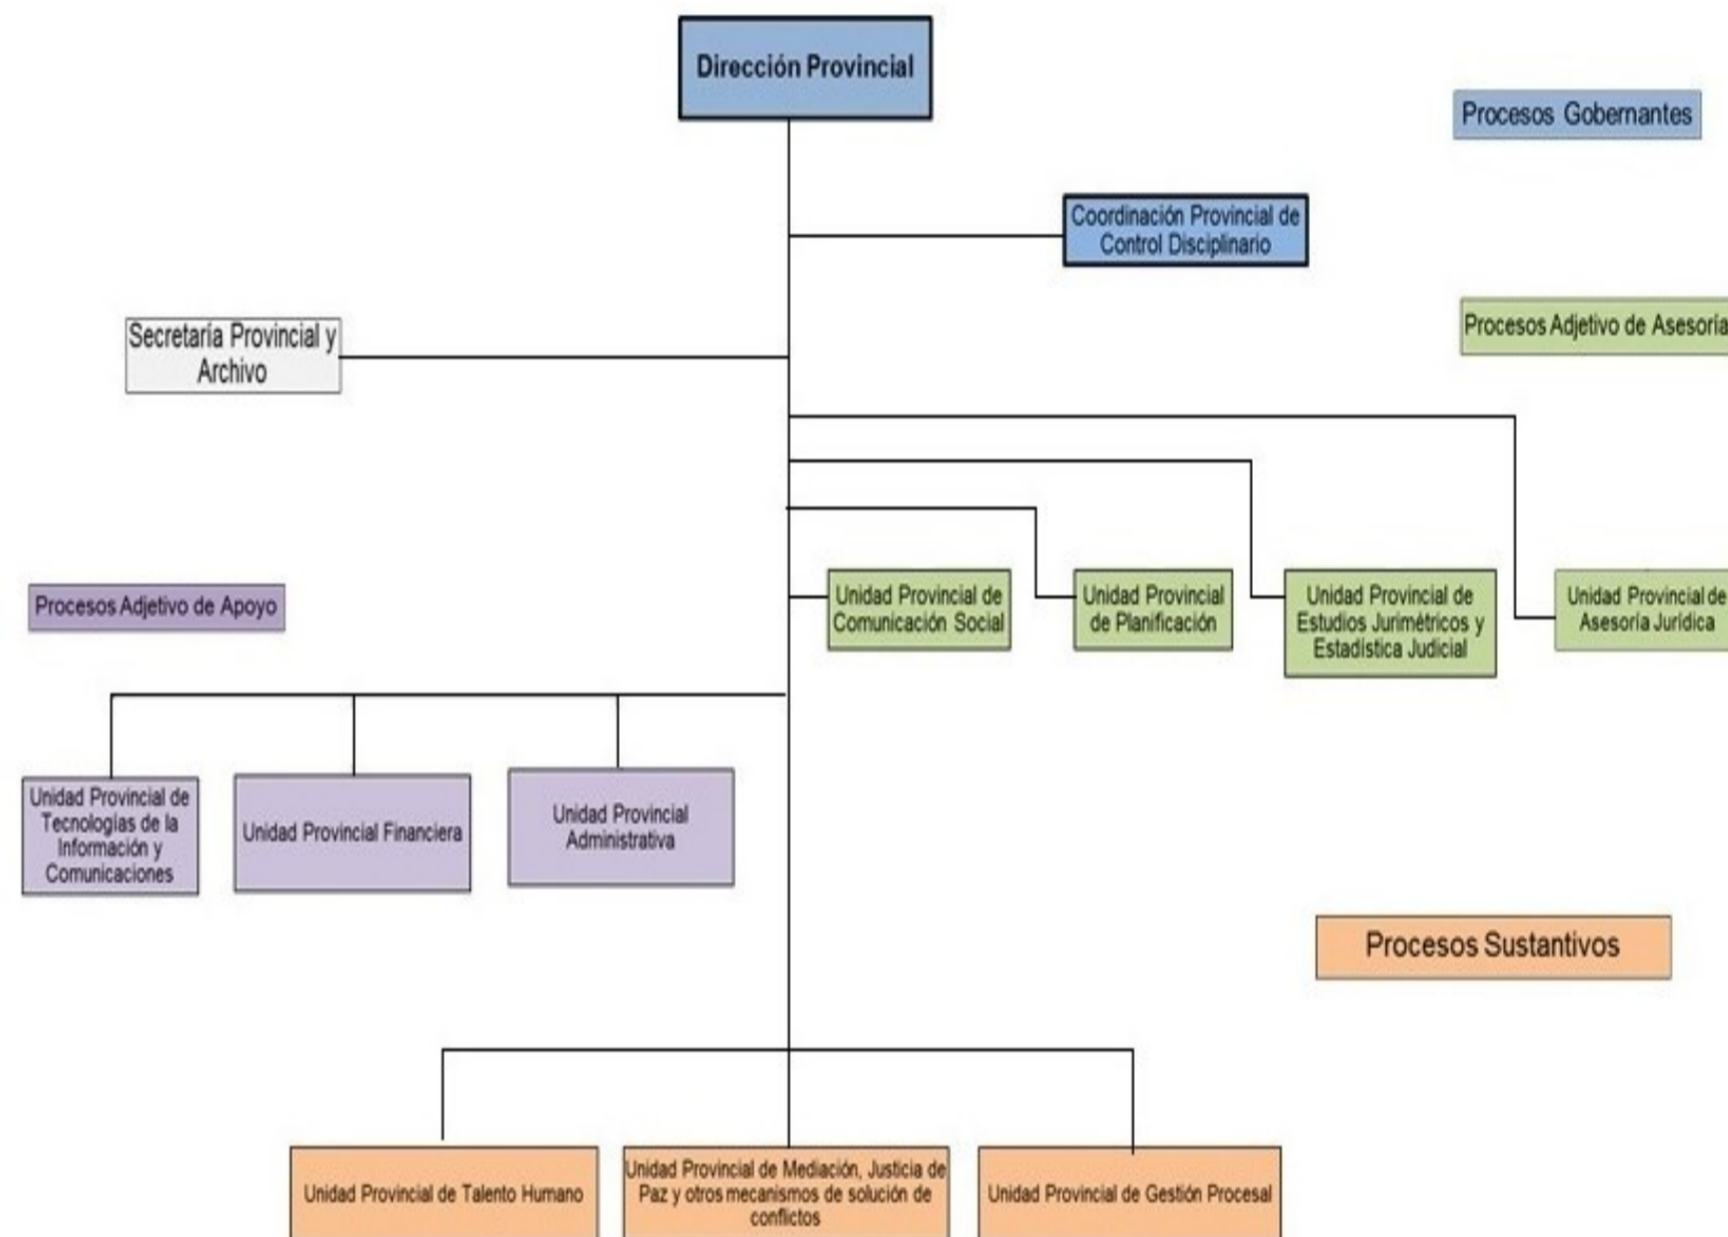 Dirección Provincial
Procesos Gobernantes
Coordinación Provincial de
Control Disciplinario
Secretaría Provincial y
Archivo
Procesos Adjetivo de Asesoría
Procesos Adjetivo de Apoyo
Unidad Provincial de
Comunicación Social
Unidad Provincial
de Planificación
Unidad Provincial de
Estudios Jurimétricos y
Estadística Judicial
Unidad Provincial de
Asesoría Jurídica
Unidad Provincial de
Tecnologías de la
Información y
Comunicaciones
Unidad Provincial Financiera
Unidad Provincial
Administrativa
Procesos Sustantivos
Unidad Provincial de Talento Humano
Unidad Provincial de Mediación, Justicia de
Paz y otros mecanismos de solución de
conflictos
Unidad Provincial de Gestión Procesal